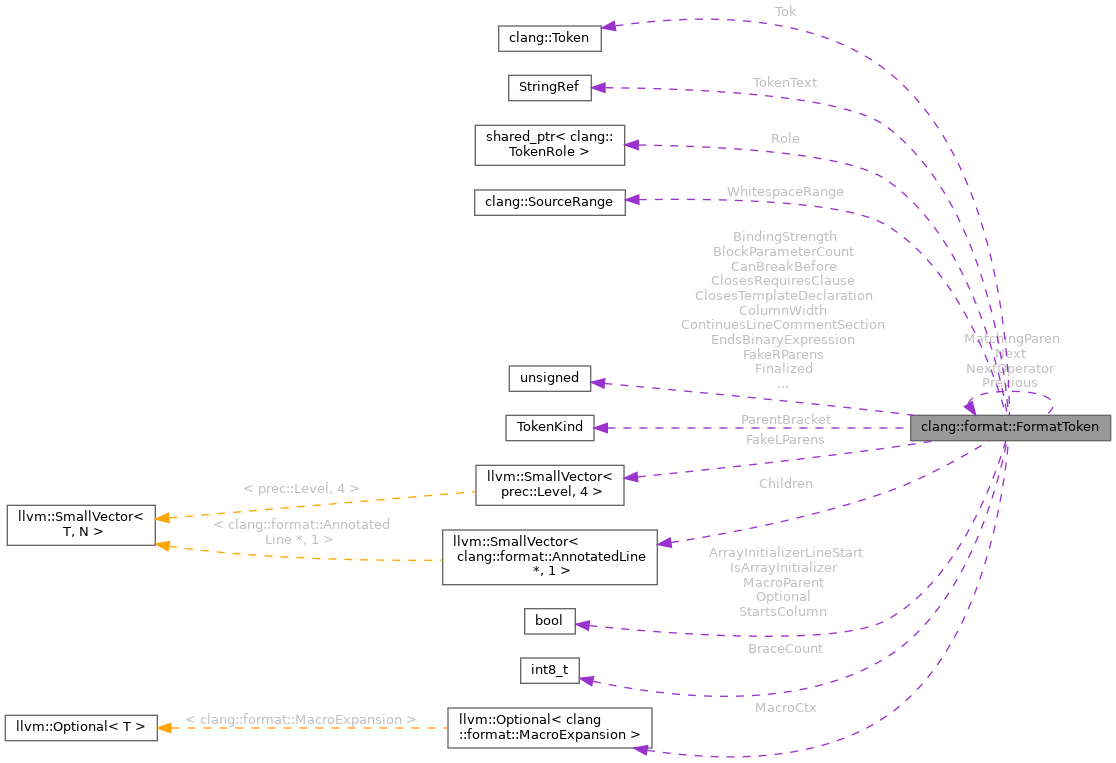 Tok
clang::Token
TokenText
StringRef
Role
shared_ptr< clang::
TokenRole >
WhitespaceRange
clang::SourceRange
BindingStrength
BlockParameterCount
CanBreakBefore
ClosesRequiresClause
ClosesTemplateDeclaration
ColumnWidth
ContinuesLineCommentSection
EndsBinaryExpression
FakeRParens
Finalized
...
unsigned
MatchingParen
Next
NextOperator
Previous
clang::format::FormatToken
ParentBracket
TokenKind
FakeLParens
llvm::SmallVector<
prec::Level, 4 >
< prec::Level, 4 >
llvm::SmallVector<
T, N >
Children
< clang::format::Annotated
Line *, 1 >
llvm::SmallVector<
clang::format::AnnotatedLine
*, 1 >
ArrayInitializerLineStart
IsArrayInitializer
MacroParent
Optional
StartsColumn
bool
BraceCount
int8_t
MacroCtx
llvm::Optional< T >
< clang::format::MacroExpansion >
llvm::Optional< clang
::format::MacroExpansion >